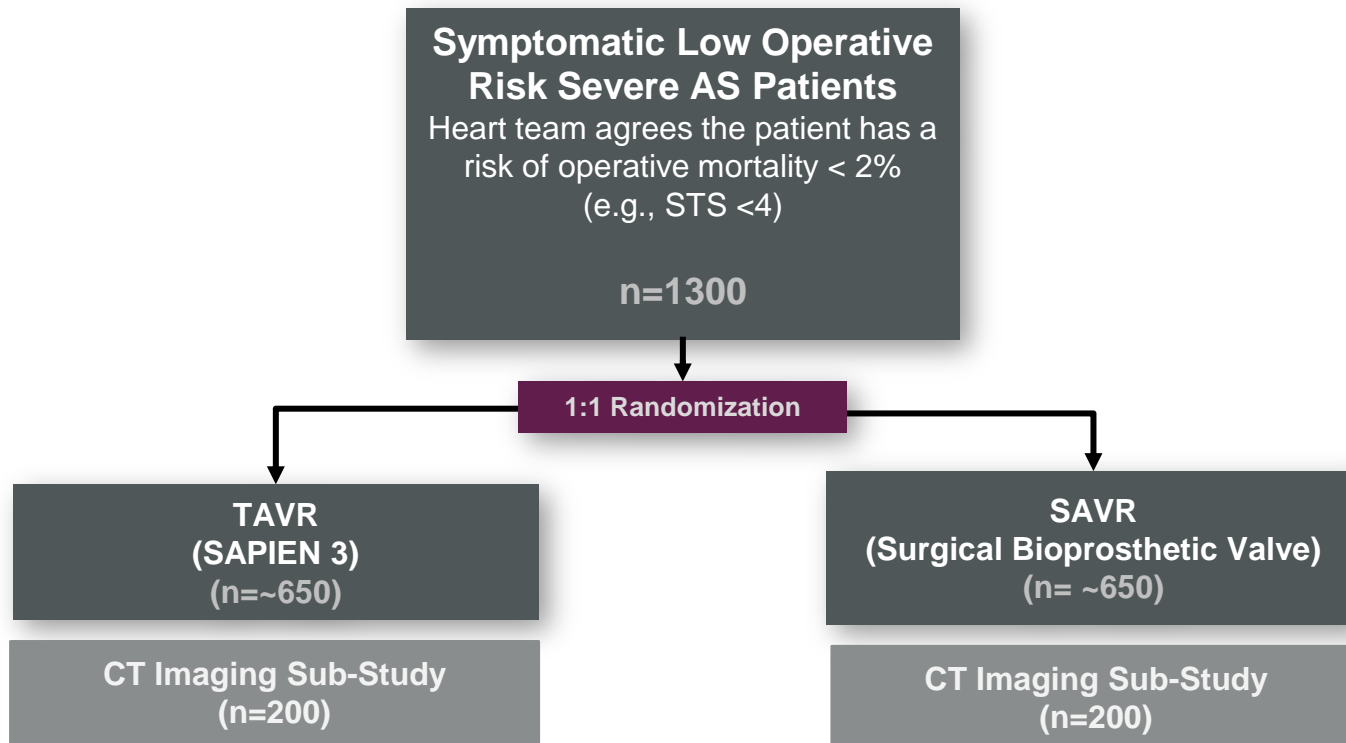 Symptomatic Low Operative
Risk Severe AS Patients
Heart team agrees the patient has a
risk of operative mortality < 2%
(e.g., STS <4)
n=1300
1:1 Randomization
TAVR
(SAPIEN 3)
(n=~650)
CT Imaging Sub-Study
(n=200)
SAVR
(Surgical Bioprosthetic Valve)
(n= ~650)
CT Imaging Sub-Study
(n=200)